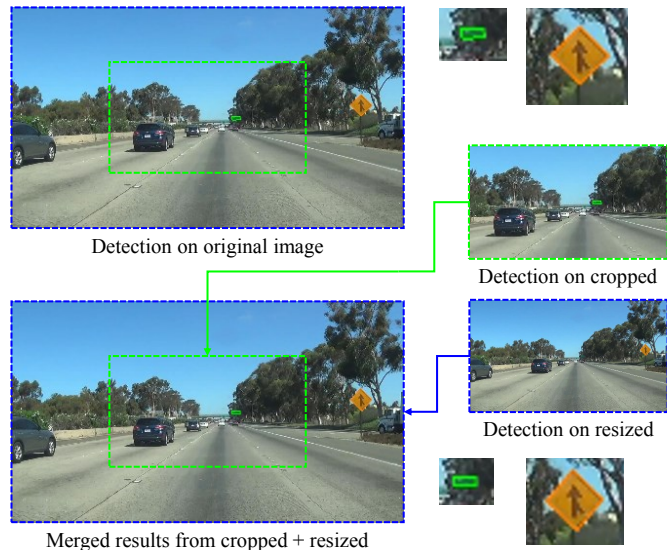 Detection on original image
Detection on cropped
Detection on resized
Merged results from cropped + resized